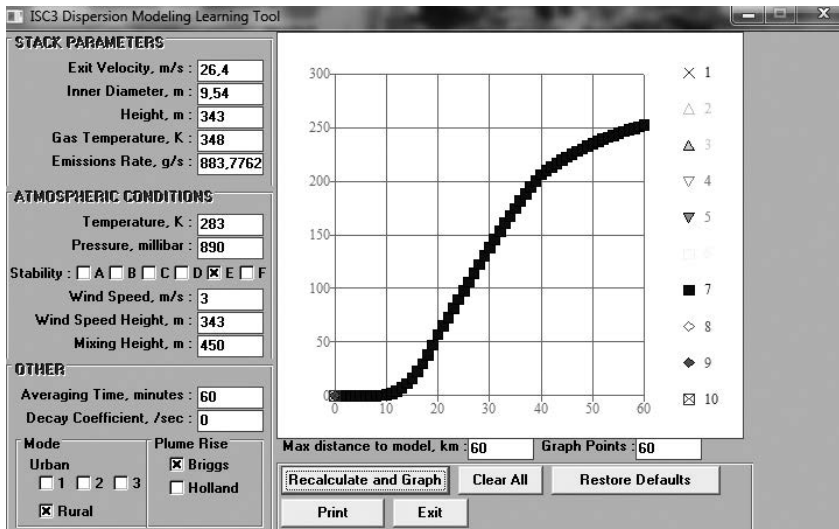 ISC3 Dispersion Modeling Learning Tool
STACK PARAMETERS
Exit Velocity, m/s : 26,4
Inner Diameter, m : 9,54
Height, m : 343
Gas Temperature, K : 348
Emissions Rate, g/s : 883,7762
ATMOSPHERIC CONDITIONS
Temperature, K : 283
Pressure, millibar : 890
Stability : A B C D E F
Wind Speed, m/s : 3
Wind Speed Height, m : 343
Mixing Height, m : 450
OTHER
Averaging Time, minutes : 60
Decay Coefficient, /sec : 0
Mode
Urban
1 2 3
Rural
Plume Rise
Briggs
Holland
300
250
200
150
100
50
0
0 10 20 30 40 50 60
1
2
3
4
5
6
7
8
9
10
Max distance to model, km : 60 Graph Points : 60
Recalculate and Graph Clear All Restore Defaults
Print Exit